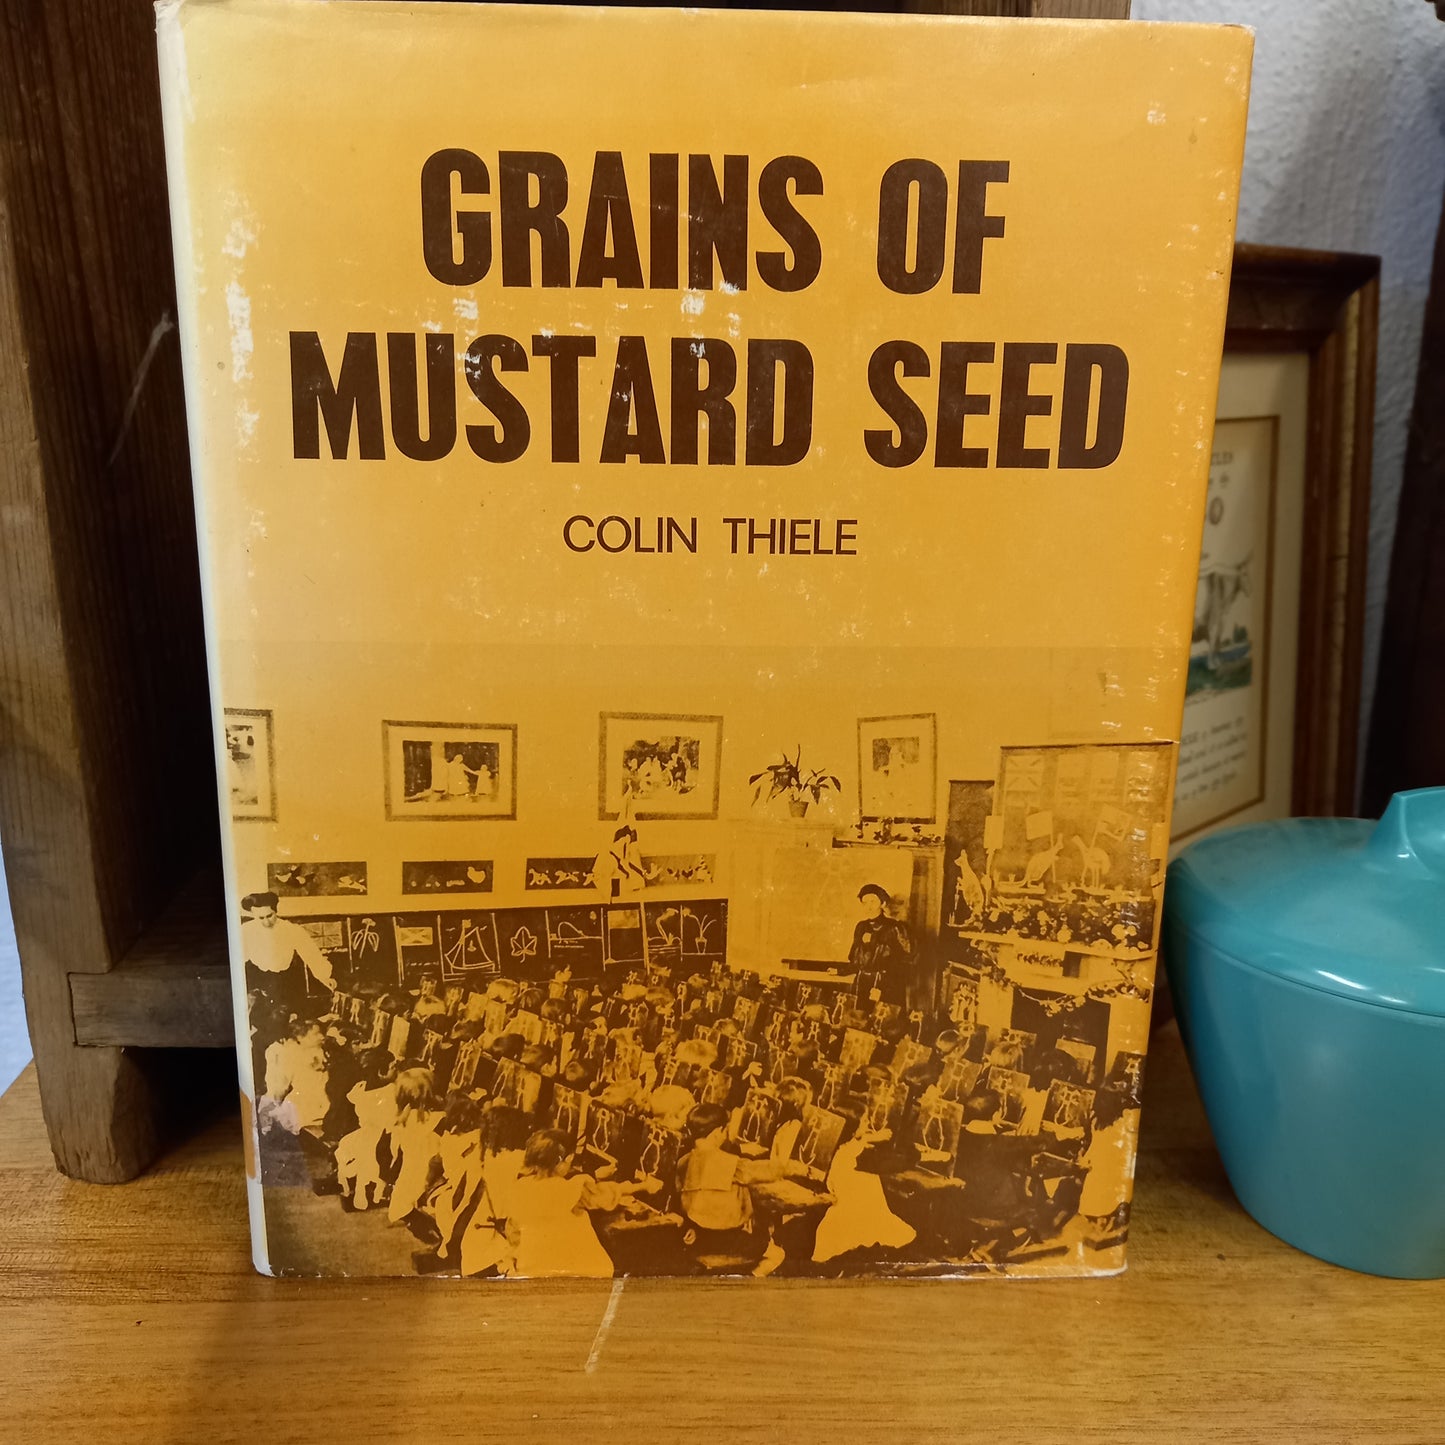 GRAINS OF
MUSTARD SEED
COLIN THIELE